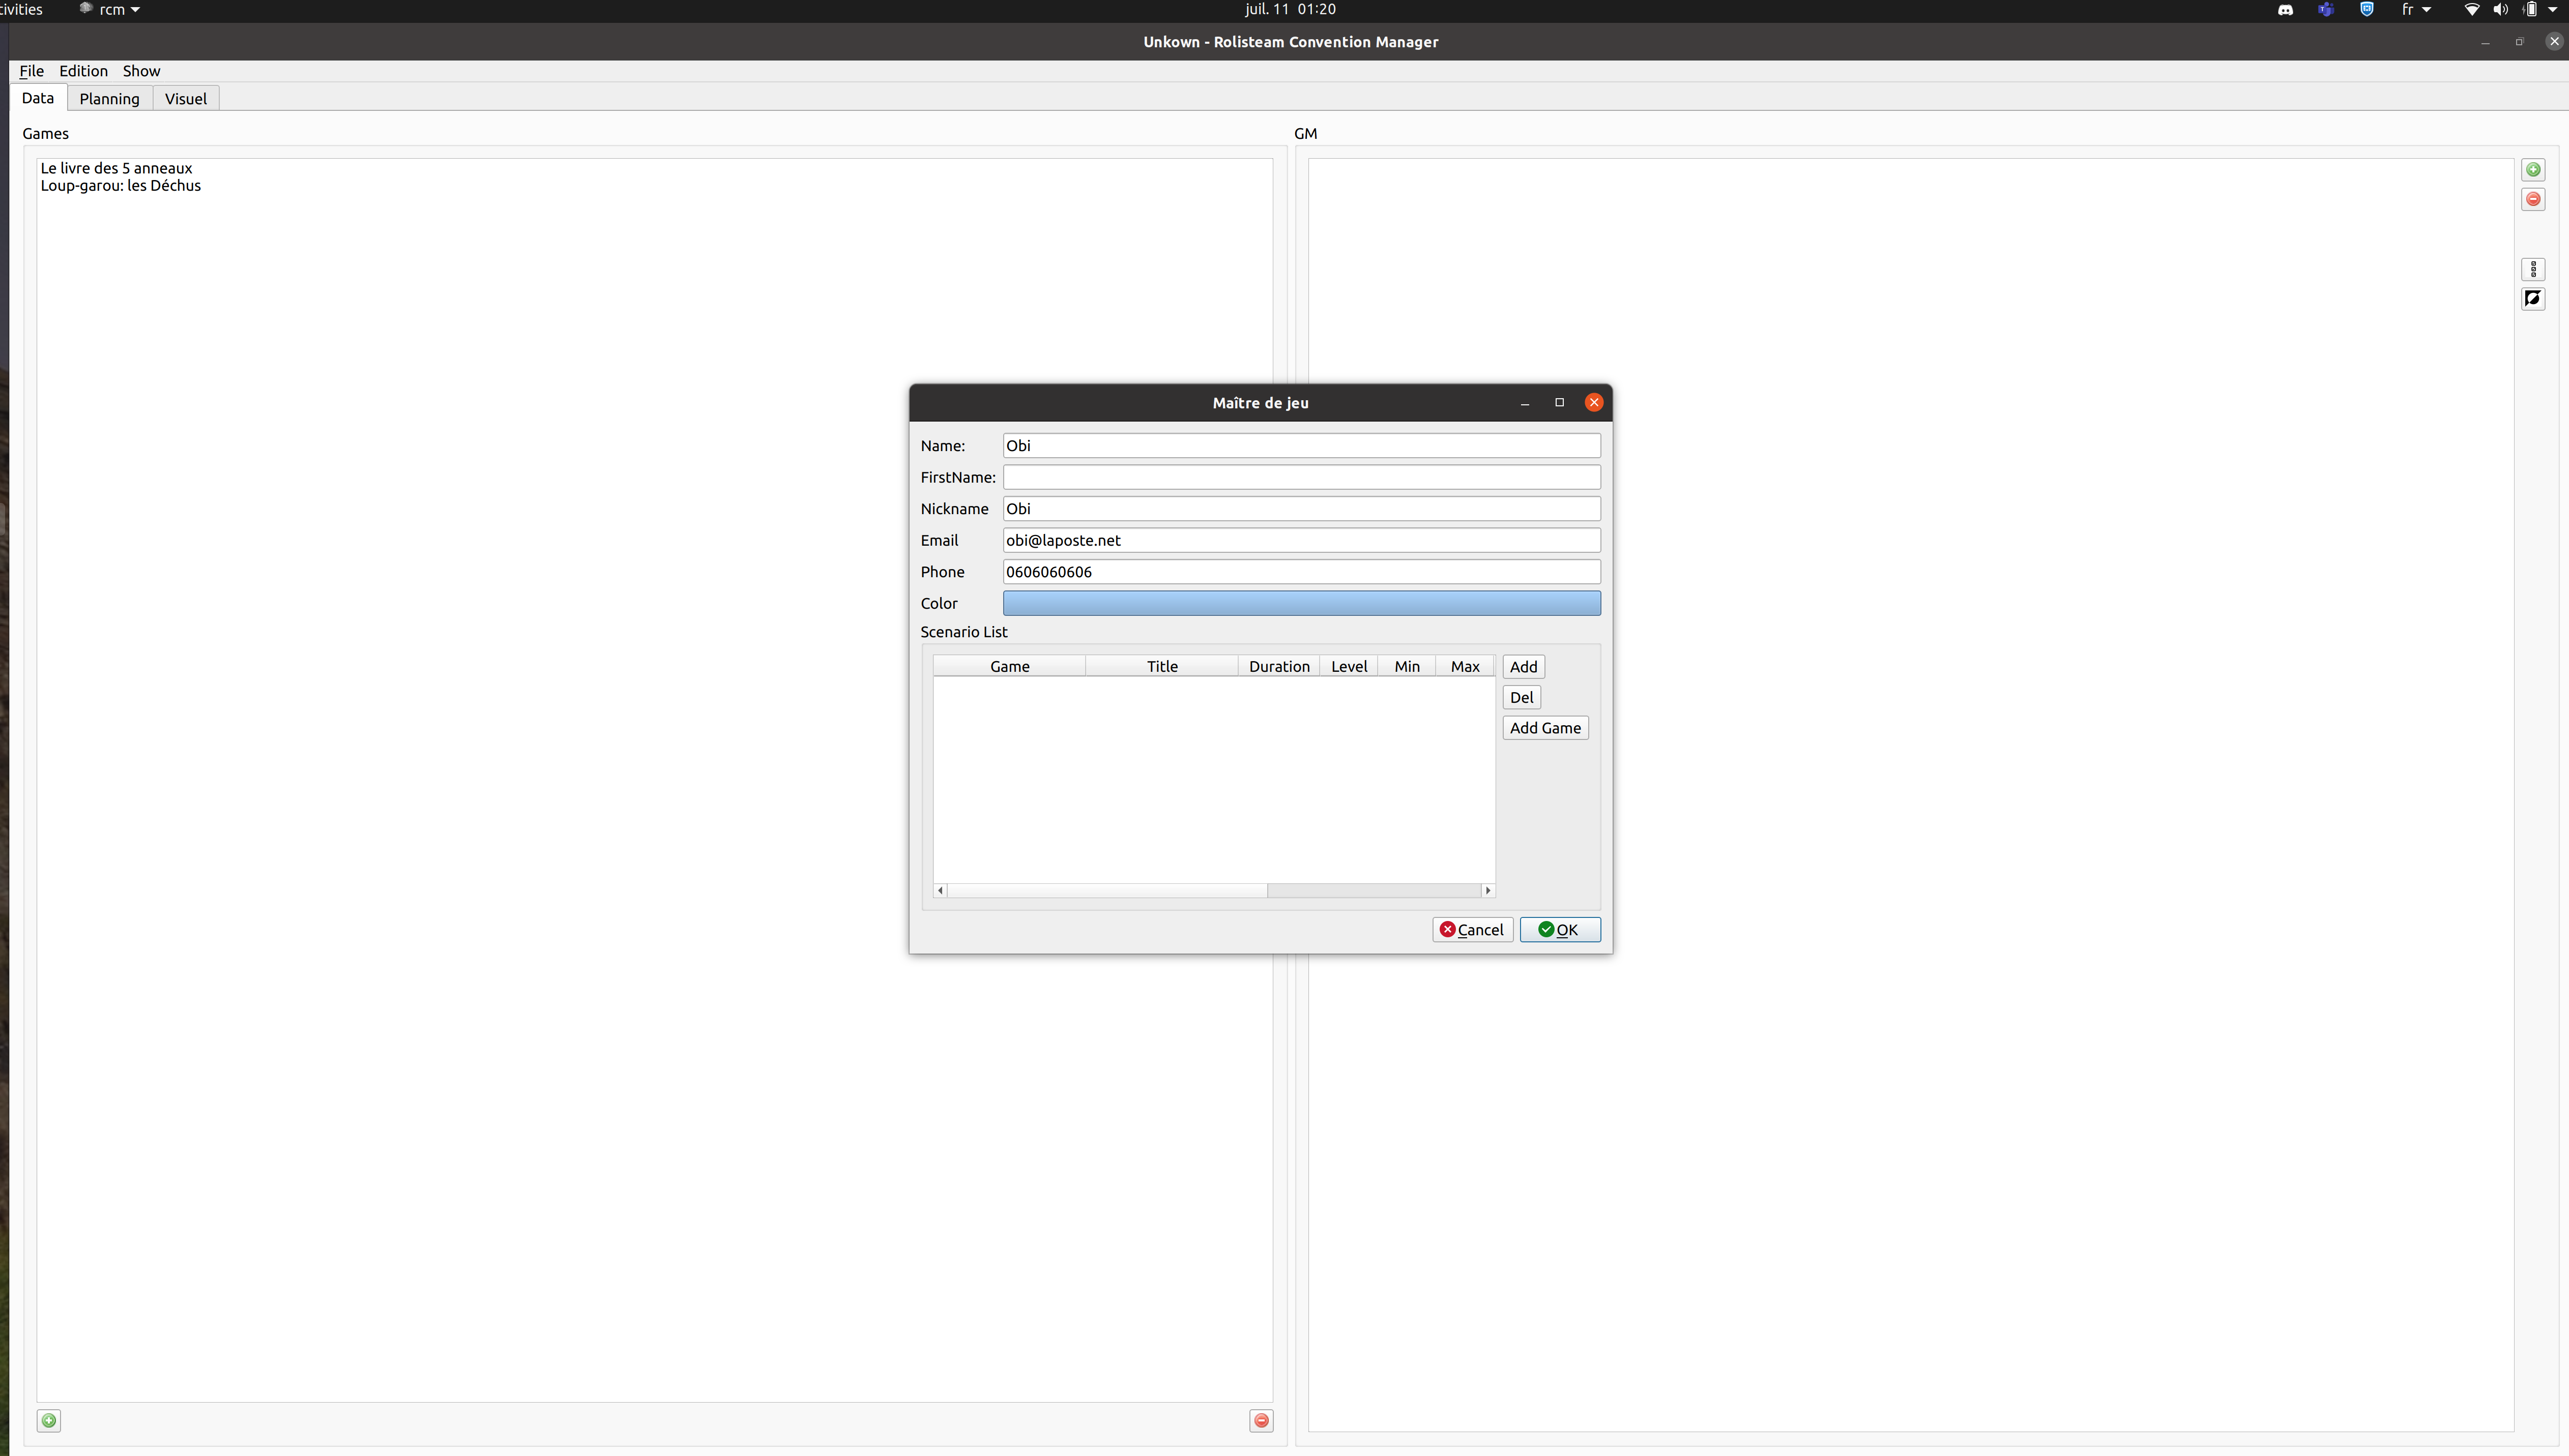 tivities rcm juil. 11 01:20 fr
Unkown - Rolisteam Convention Manager
File Edition Show
Data Planning Visuel
Games
GM
Le livre des 5 anneaux
Loup-garou: les Déchus
Maître de jeu
Name: Obi
FirstName:
Nickname Obi
Email obi@laposte.net
Phone 0606060606
Color
Scenario List
Game Title Duration Level Min Max
Add
Del
Add Game
Cancel OK